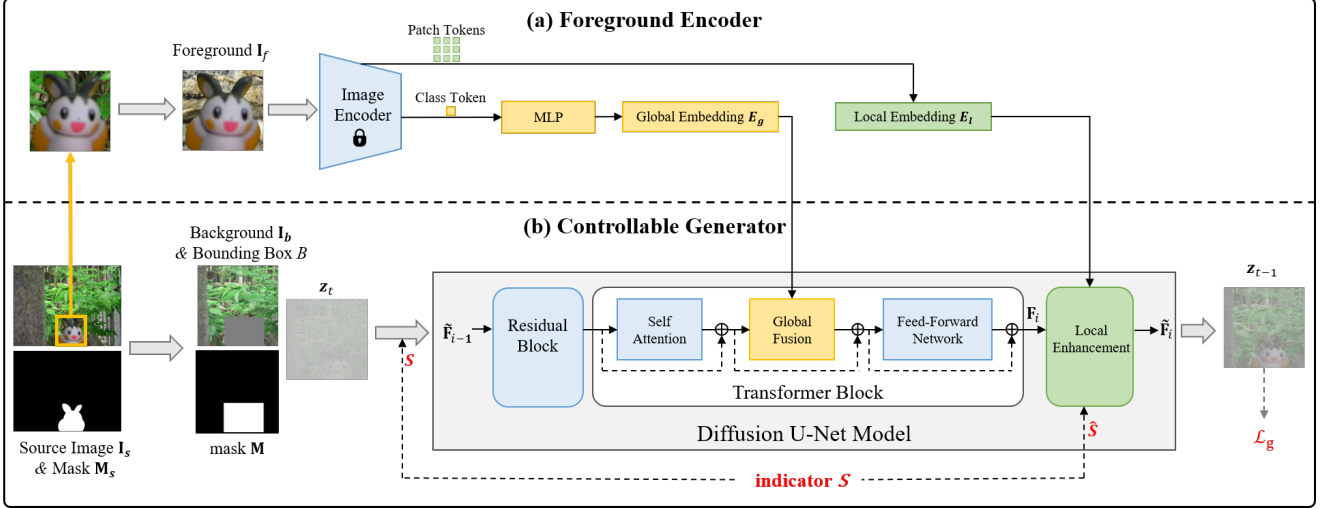 (a) Foreground Encoder
Patch Tokens
Foreground I_f
Image
Encoder
Class Token
MLP
Global Embedding E_g
Local Embedding E_l
(b) Controllable Generator
Background I_b
& Bounding Box B
z_t
z_{t−1}
F̃_{i−1}
Residual
Block
Self
Attention
Global
Fusion
Feed-Forward
Network
F_i
Local
Enhancement
F̃_i
S
Transformer Block
Ŝ
Diffusion U-Net Model
Source Image I_s
& Mask M_s
mask M
ℒ_g
indicator S